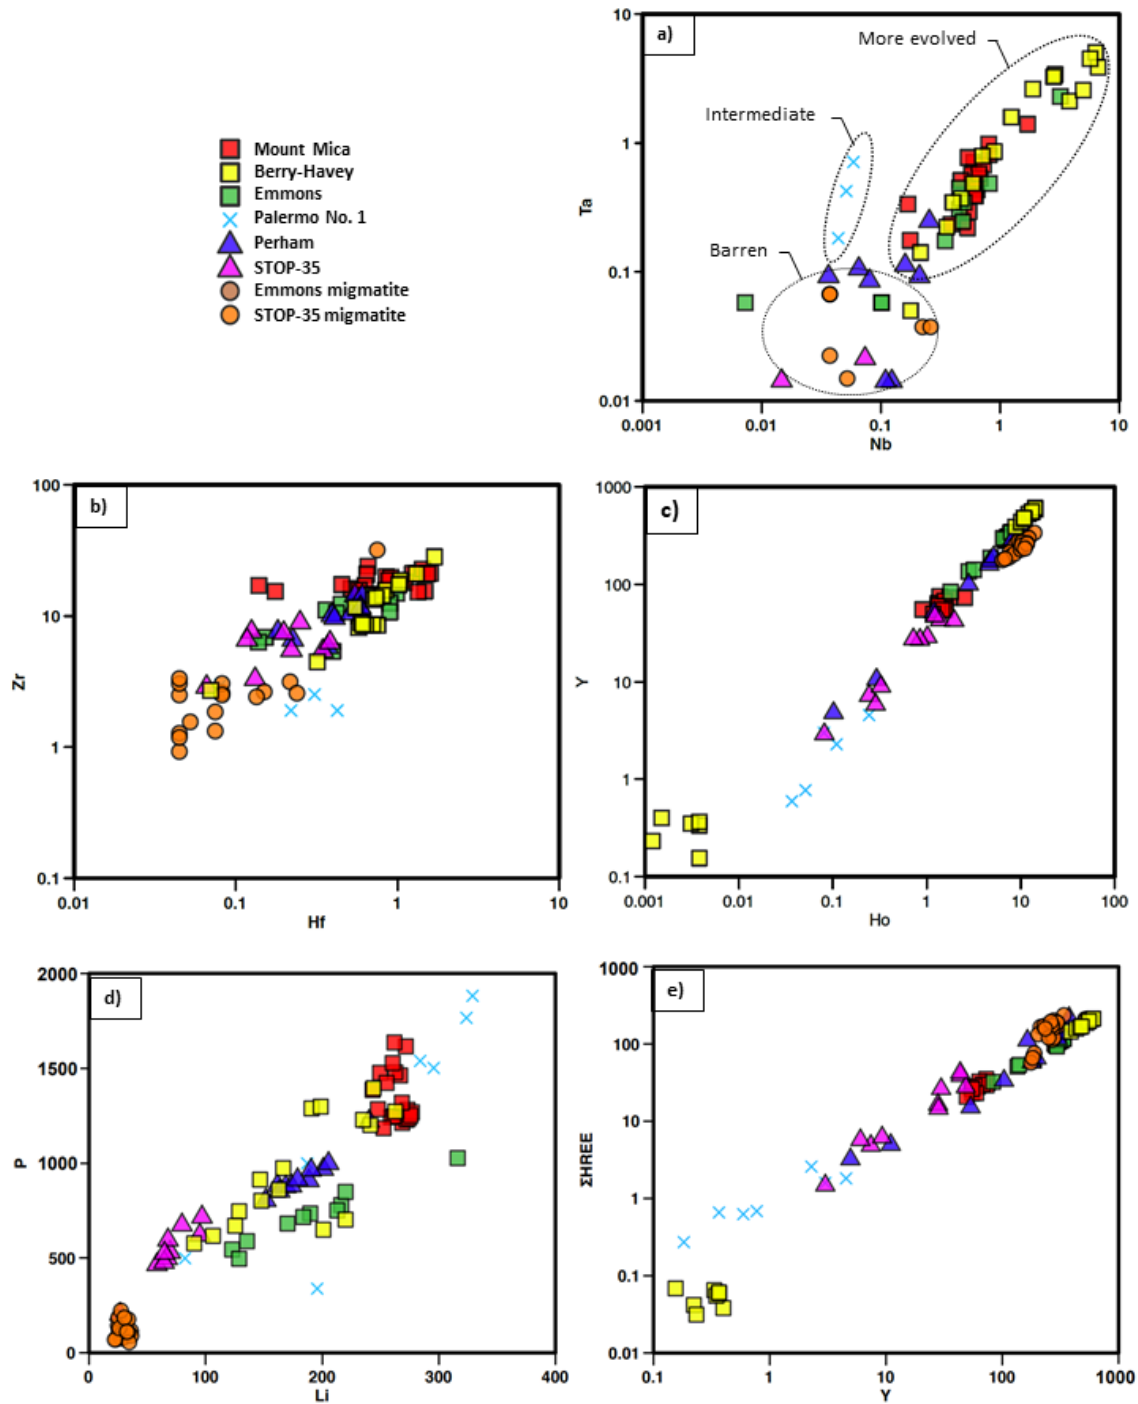 Mount Mica
Berry-Havey
Emmons
Palermo No. 1
Perham
STOP-35
Emmons migmatite
STOP-35 migmatite
a)
More evolved
Intermediate
Barren
10
1
0.1
0.01
Ta
0.001
0.01
0.1
1
10
Nb
b)
100
10
1
0.1
Zr
0.01
0.1
1
10
Hf
c)
1000
100
10
1
0.1
Y
0.001
0.01
0.1
1
10
100
Ho
d)
2000
1500
1000
500
0
P
0
100
200
300
400
Li
e)
1000
100
10
1
0.1
0.01
ΣHREE
0.1
1
10
100
1000
Y